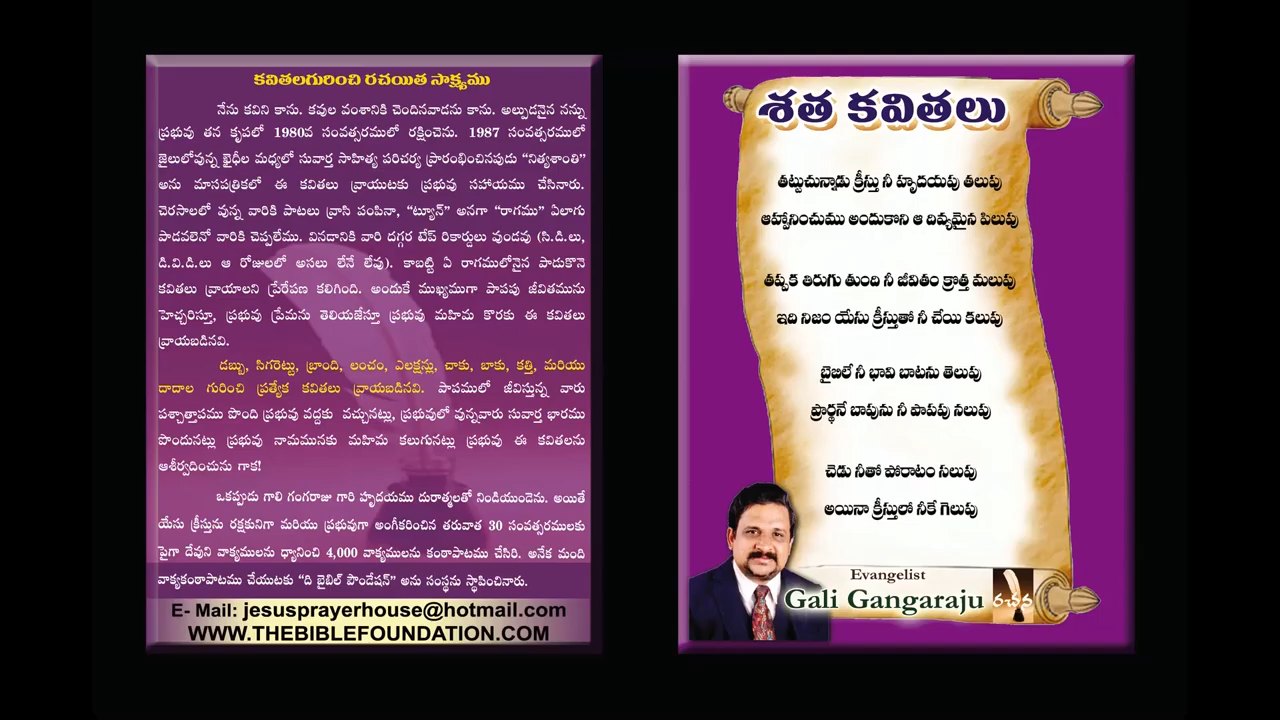 కవితలగురించి రచయిత సాక్ష్యము
నేను కవిని కాను. కవుల వంశానికి చెందినవాడను కాను. అల్పుడనైన నన్ను
ప్రభువు తన కృపలో 1980వ సంవత్సరములో రక్షించెను. 1987 సంవత్సరములో
జైలులోవున్న ఖైధీల మధ్యలో సువార్త సాహిత్య పరిచర్య ప్రారంభించినపుడు “నిత్యశాంతి”
అను మాసపత్రికలో ఈ కవితలు వ్రాయుటకు ప్రభువు సహాయము చేసినారు.
చెరసాలలో వున్న వారికి పాటలు వ్రాసి పంపినా, “ట్యూన్” అనగా “రాగము” ఏలాగు
పాడవలెనో వారికి చెప్పలేము. వినడానికి వారి దగ్గర టేప్ రికార్డులు వుండవు (సి.డి.లు,
డి.వి.డి.లు ఆ రోజులలో అసలు లేనే లేవు). కాబట్టి ఏ రాగములోనైన పాడుకొనె
కవితలు వ్రాయాలని ప్రేరేపణ కలిగింది. అందుకే ముఖ్యముగా పాపపు జీవితమును
హెచ్చరిస్తూ, ప్రభువు ప్రేమను తెలియజేస్తూ ప్రభువు మహిమ కొరకు ఈ కవితలు
వ్రాయబడినవి.
డబ్బు, సిగరెట్టు, బ్రాంది, లంచం, ఎలక్షన్లు, చాకు, బాకు, కత్తి, మరియు
దాదాల గురించి ప్రత్యేక కవితలు వ్రాయబడినవి. పాపములో జీవిస్తున్న వారు
పశ్చాత్తాపము పొంది ప్రభువు వద్దకు వచ్చునట్లు, ప్రభువులో వున్నవారు సువార్త భారము
పొందునట్లు ప్రభువు నామమునకు మహిమ కలుగునట్లు ప్రభువు ఈ కవితలను
ఆశీర్వదించును గాక!
ఒకప్పుడు గాలి గంగరాజు గారి హృదయము దురాత్మలతో నిండియుండెను. అయితే
యేసు క్రీస్తును రక్షకునిగా మరియు ప్రభువుగా అంగీకరించిన తరువాత 30 సంవత్సరములకు
పైగా దేవుని వాక్యములను ధ్యానించి 4,000 వాక్యములను కంఠాపాటము చేసిరి. అనేక మంది
వాక్యకంఠాపాటము చేయుటకు “ది బైబిల్ ఫౌండేషన్” అను సంస్థను స్థాపించినారు.
E- Mail: jesusprayerhouse@hotmail.com
WWW.THEBIBLEFOUNDATION.COM
శత కవితలు
తట్టుచున్నాడు క్రీస్తు నీ హృదయపు తలుపు
ఆహ్వానించుము అందుకొని ఆ దివ్యమైన పిలుపు
తప్పక తిరుగు తుంది నీ జీవితం క్రొత్త మలుపు
ఇది నిజం యేసు క్రీస్తుతో నీ చేయి కలుపు
బైబిలే నీ భావి బాటను తెలుపు
ప్రార్థనే బాపును నీ పాపపు నలుపు
చెడు నీతో పోరాటం సలుపు
అయినా క్రీస్తులో నీకే గెలుపు
Evangelist
Gali Gangaraju
రచన